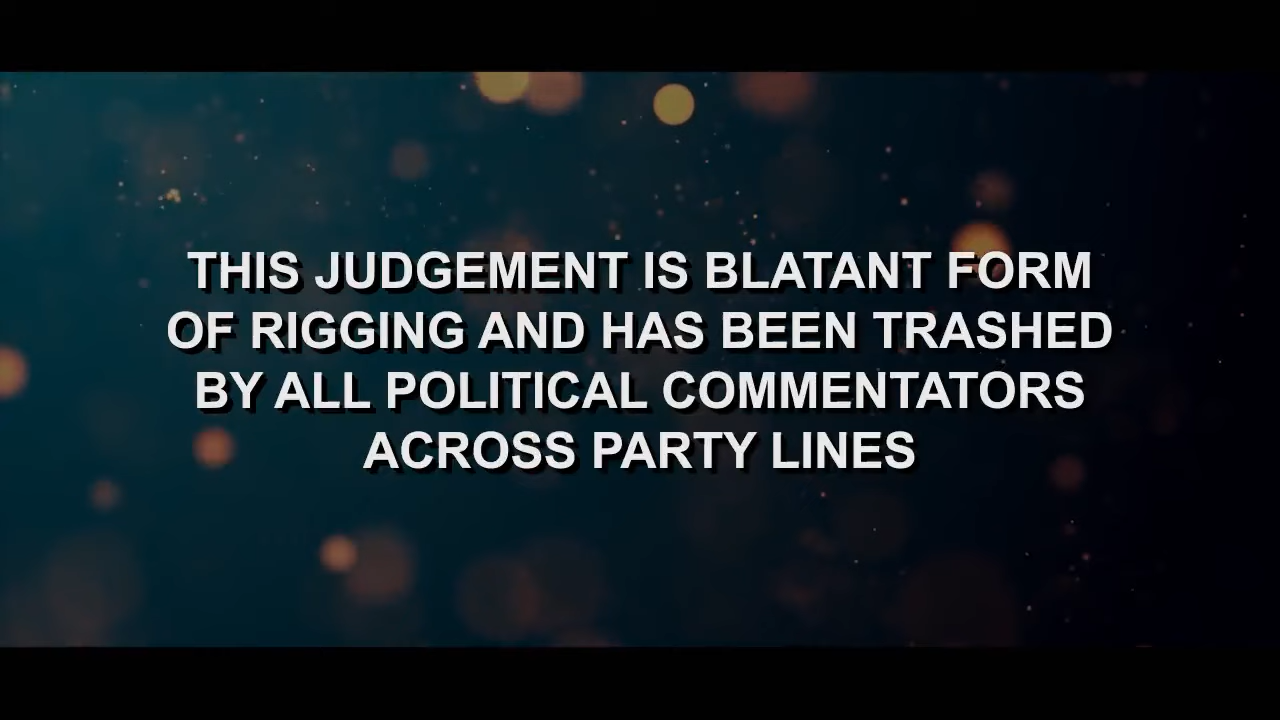 THIS JUDGEMENT IS BLATANT FORM
OF RIGGING AND HAS BEEN TRASHED
BY ALL POLITICAL COMMENTATORS
ACROSS PARTY LINES